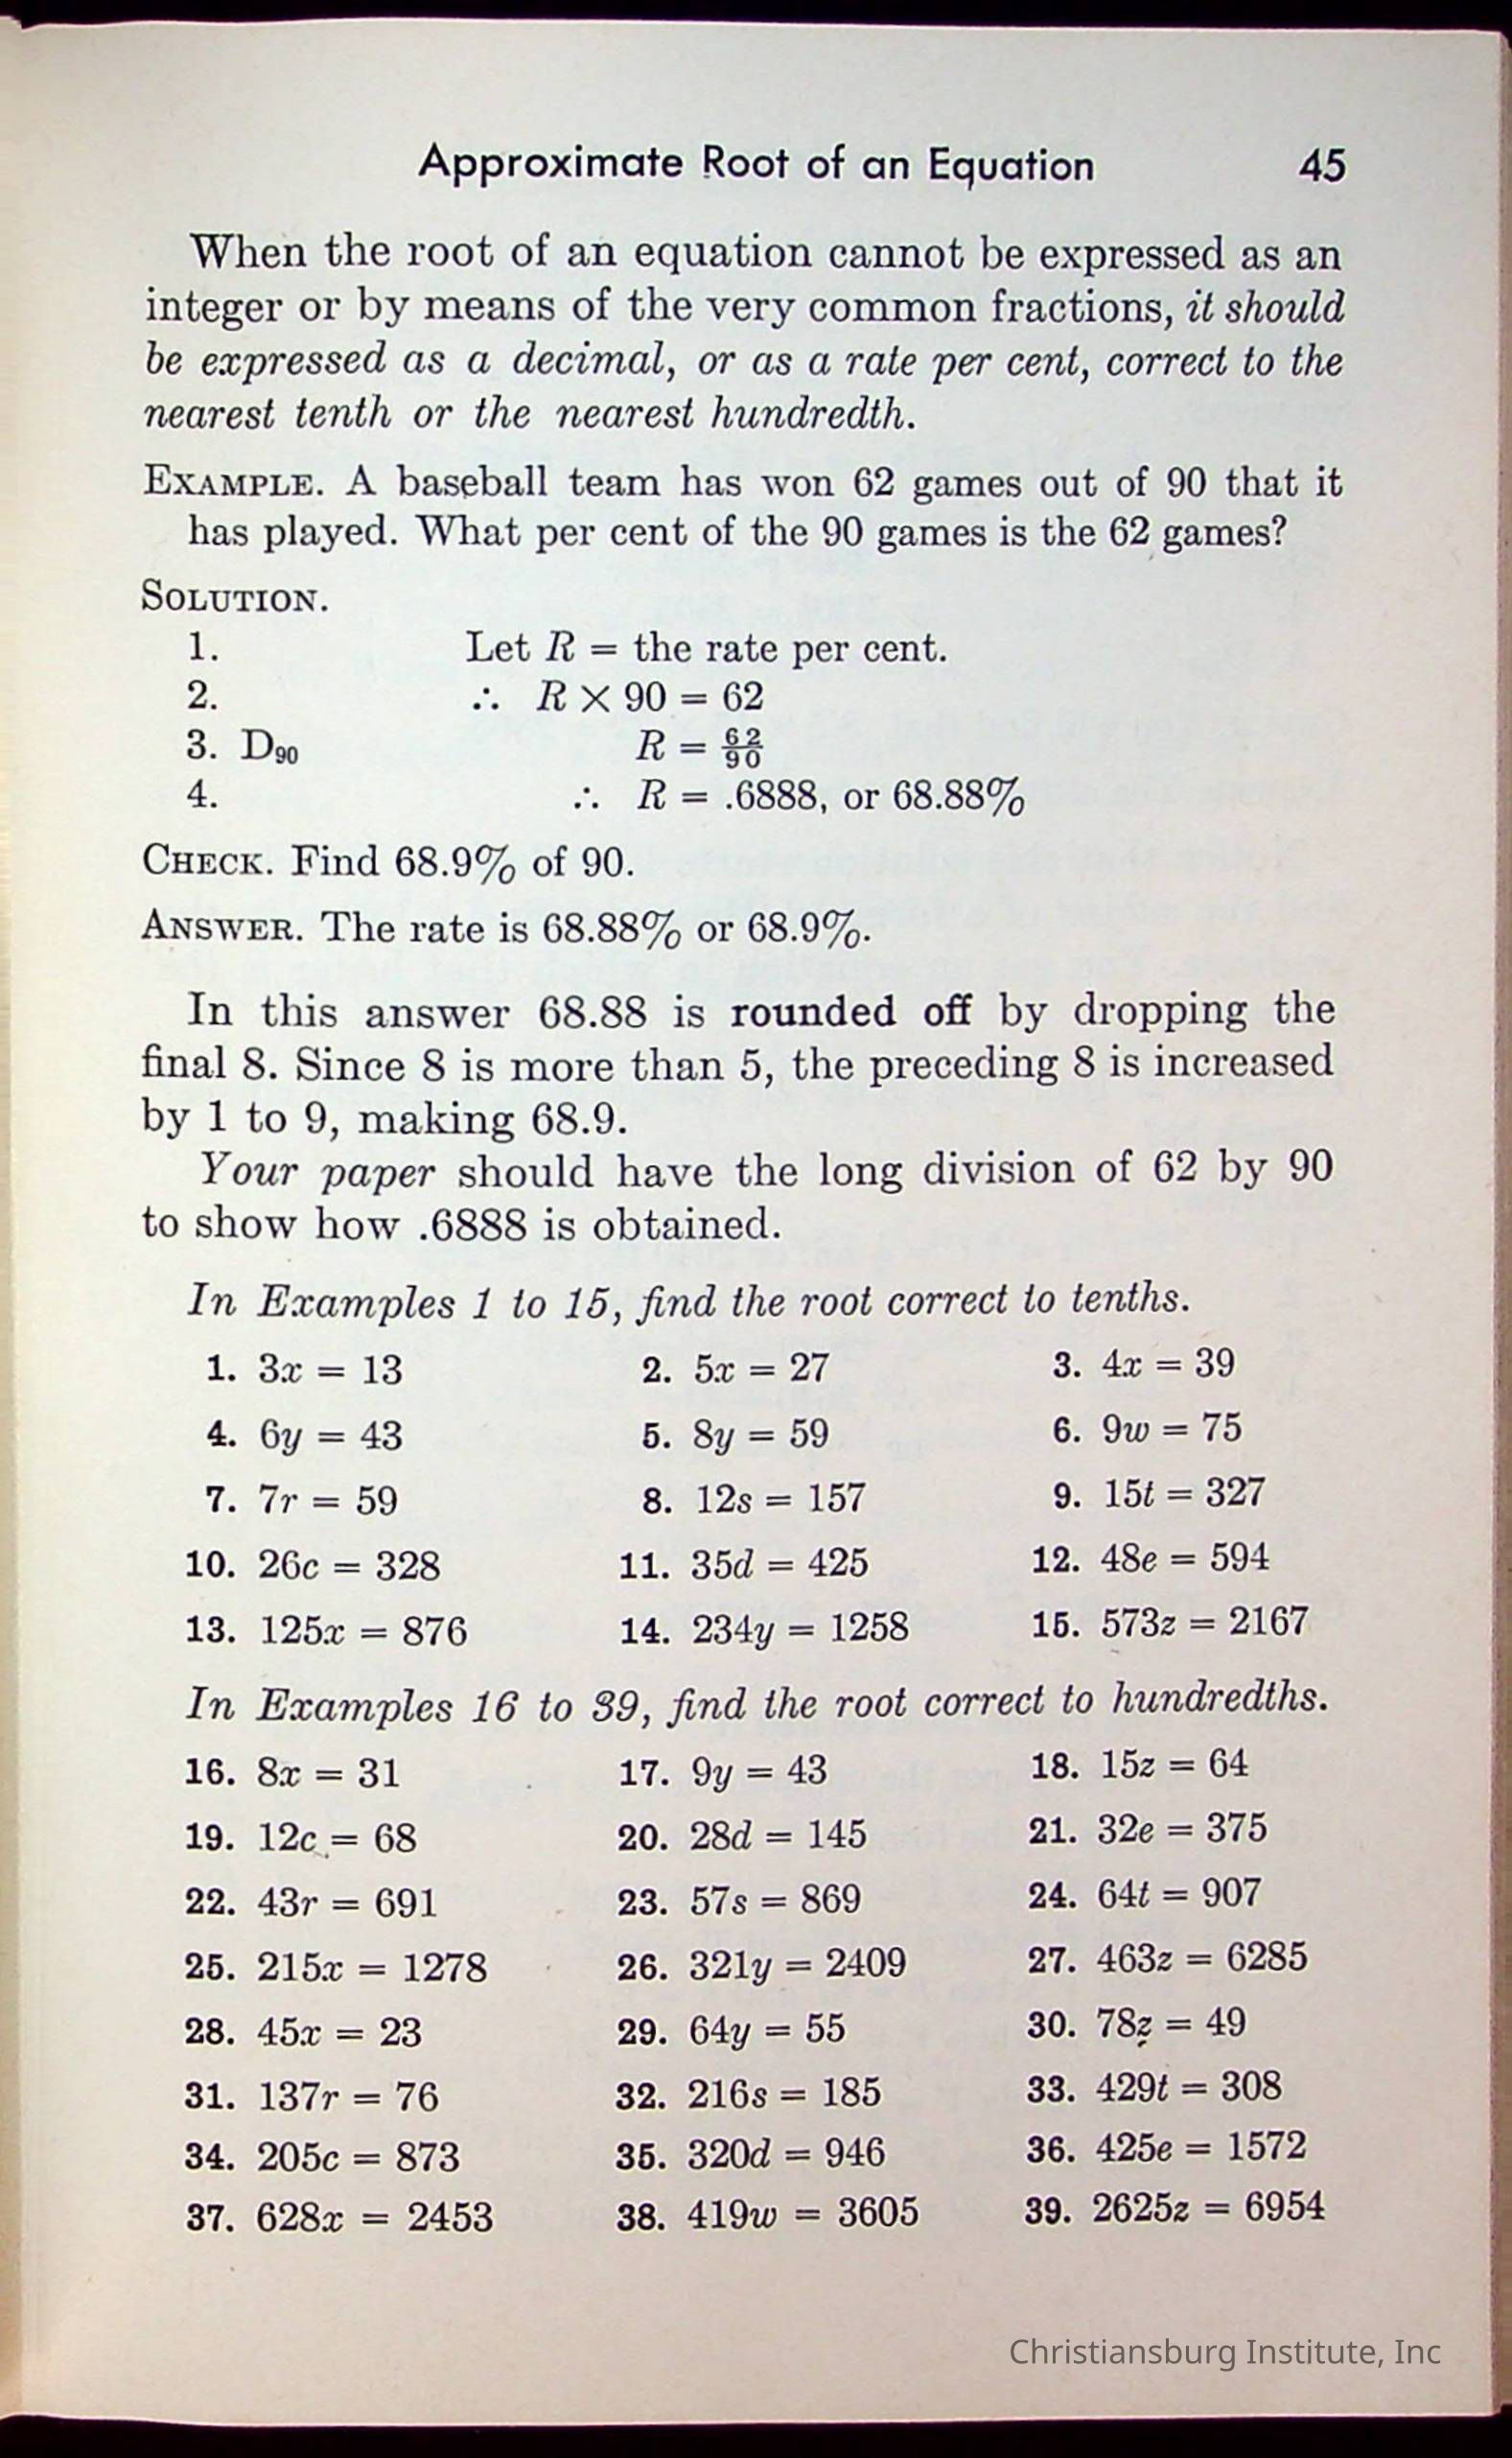 Approximate Root of an Equation 45
When the root of an equation cannot be expressed as an
integer or by means of the very common fractions, it should
be expressed as a decimal, or as a rate per cent, correct to the
nearest tenth or the nearest hundredth.
EXAMPLE. A baseball team has won 62 games out of 90 that it
has played. What per cent of the 90 games is the 62 games?
SOLUTION.
1. Let R = the rate per cent.
2. ∴ R × 90 = 62
3. D₉₀ R = 62/90
4. ∴ R = .6888, or 68.88%
CHECK. Find 68.9% of 90.
ANSWER. The rate is 68.88% or 68.9%.
In this answer 68.88 is rounded off by dropping the
final 8. Since 8 is more than 5, the preceding 8 is increased
by 1 to 9, making 68.9.
Your paper should have the long division of 62 by 90
to show how .6888 is obtained.
In Examples 1 to 15, find the root correct to tenths.
1. 3x = 13 2. 5x = 27 3. 4x = 39
4. 6y = 43 5. 8y = 59 6. 9w = 75
7. 7r = 59 8. 12s = 157 9. 15t = 327
10. 26c = 328 11. 35d = 425 12. 48e = 594
13. 125x = 876 14. 234y = 1258 15. 573z = 2167
In Examples 16 to 39, find the root correct to hundredths.
16. 8x = 31 17. 9y = 43 18. 15z = 64
19. 12c = 68 20. 28d = 145 21. 32e = 375
22. 43r = 691 23. 57s = 869 24. 64t = 907
25. 215x = 1278 26. 321y = 2409 27. 463z = 6285
28. 45x = 23 29. 64y = 55 30. 78z = 49
31. 137r = 76 32. 216s = 185 33. 429t = 308
34. 205c = 873 35. 320d = 946 36. 425e = 1572
37. 628x = 2453 38. 419w = 3605 39. 2625z = 6954
Christiansburg Institute, Inc